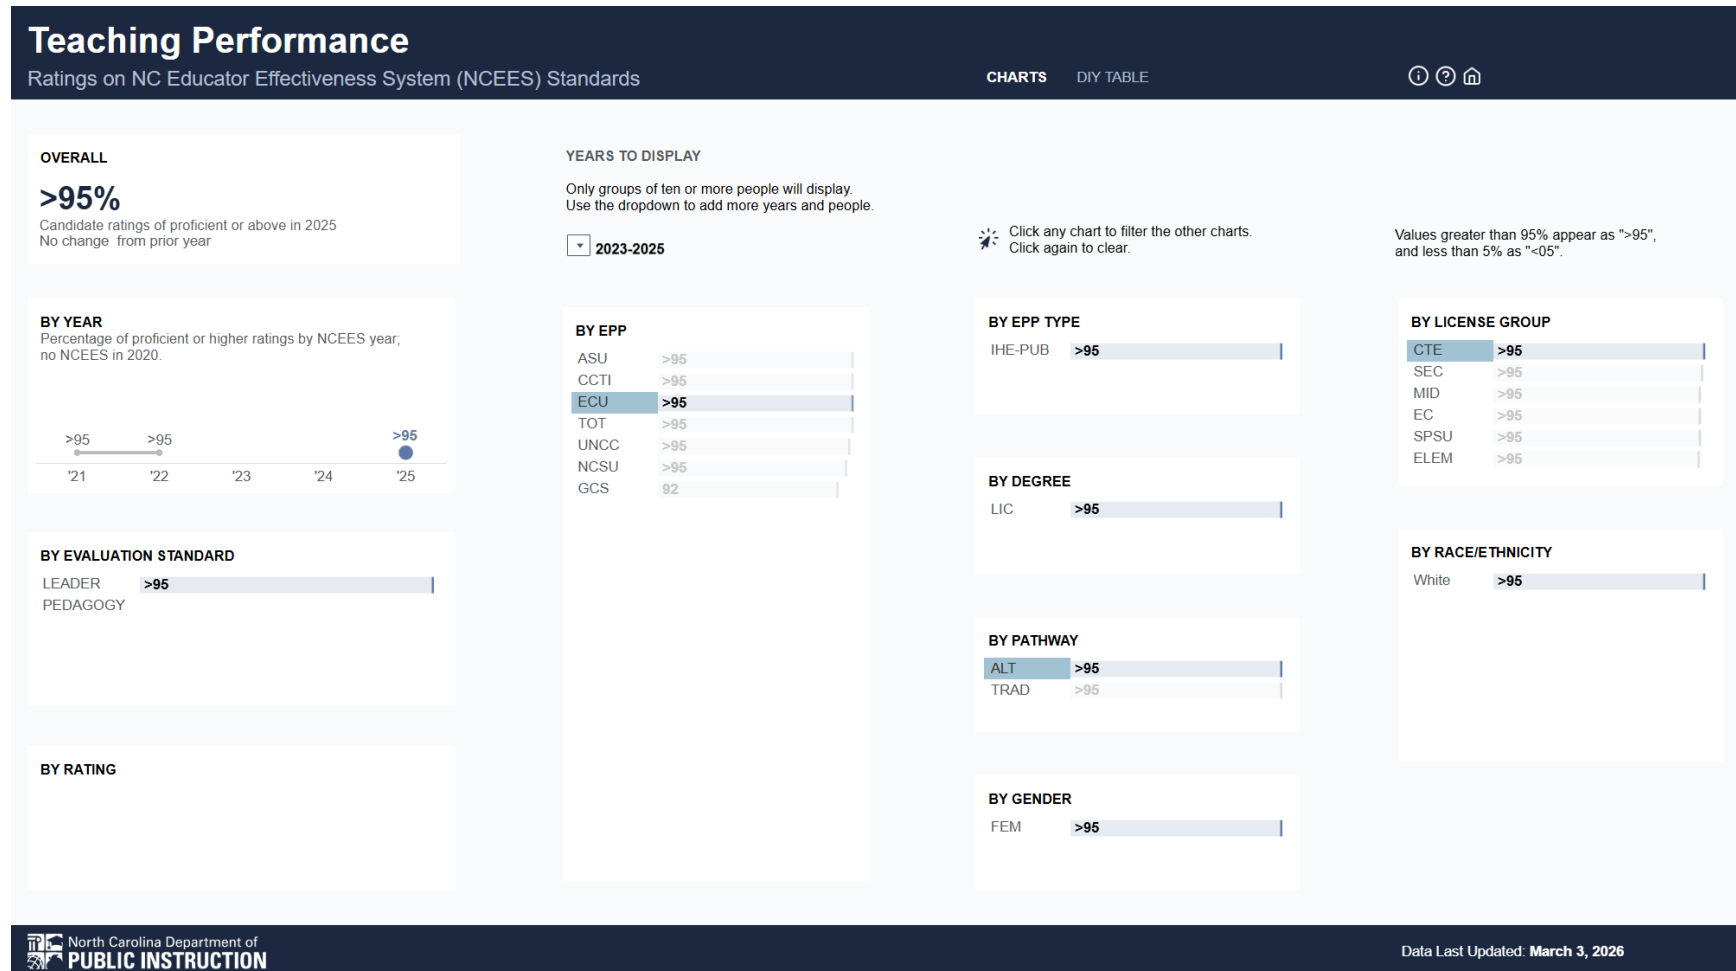 Teaching Performance
Ratings on NC Educator Effectiveness System (NCEES) Standards
CHARTS
DIY TABLE
OVERALL
>95%
Candidate ratings of proficient or above in 2025
No change from prior year
BY YEAR
Percentage of proficient or higher ratings by NCEES year;
no NCEES in 2020.
>95 >95 >95
'21 '22 '23 '24 '25
BY EVALUATION STANDARD
LEADER >95
PEDAGOGY
BY RATING
YEARS TO DISPLAY
Only groups of ten or more people will display.
Use the dropdown to add more years and people.
2023-2025
BY EPP
ASU >95
CCTI >95
ECU >95
TOT >95
UNCC >95
NCSU >95
GCS 92
Click any chart to filter the other charts.
Click again to clear.
BY EPP TYPE
IHE-PUB >95
BY DEGREE
LIC >95
BY PATHWAY
ALT >95
TRAD >95
BY GENDER
FEM >95
Values greater than 95% appear as ">95",
and less than 5% as "<05".
BY LICENSE GROUP
CTE >95
SEC >95
MID >95
EC >95
SPSU >95
ELEM >95
BY RACE/ETHNICITY
White >95
North Carolina Department of
PUBLIC INSTRUCTION
Data Last Updated: March 3, 2026